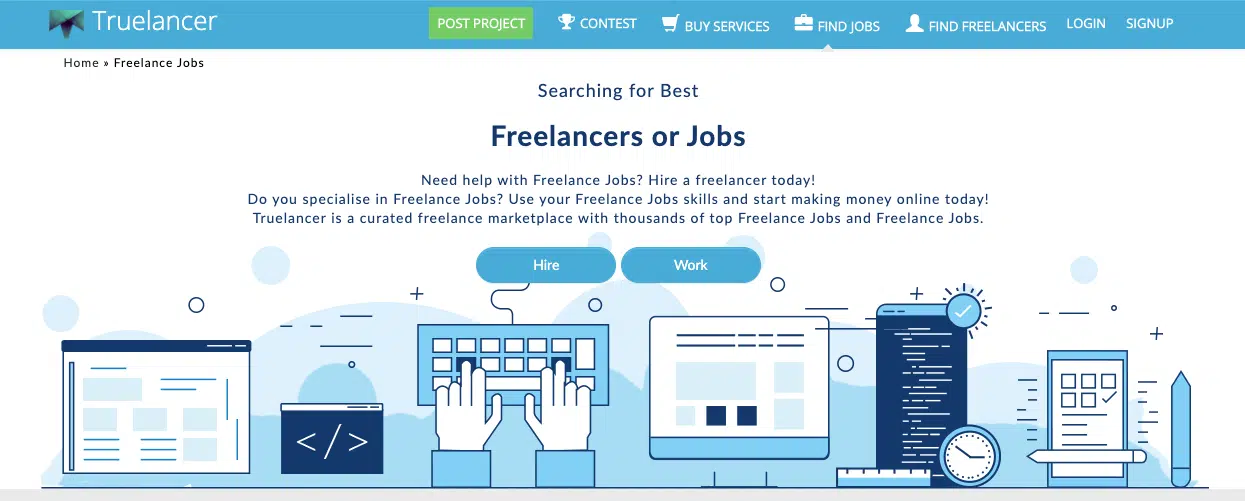 Truelancer
POST PROJECT
CONTEST
BUY SERVICES
FIND JOBS
FIND FREELANCERS
LOGIN
SIGNUP
Home » Freelance Jobs
Searching for Best
Freelancers or Jobs
Need help with Freelance Jobs? Hire a freelancer today!
Do you specialise in Freelance Jobs? Use your Freelance Jobs skills and start making money online today!
Truelancer is a curated freelance marketplace with thousands of top Freelance Jobs and Freelance Jobs.
Hire
Work
</>